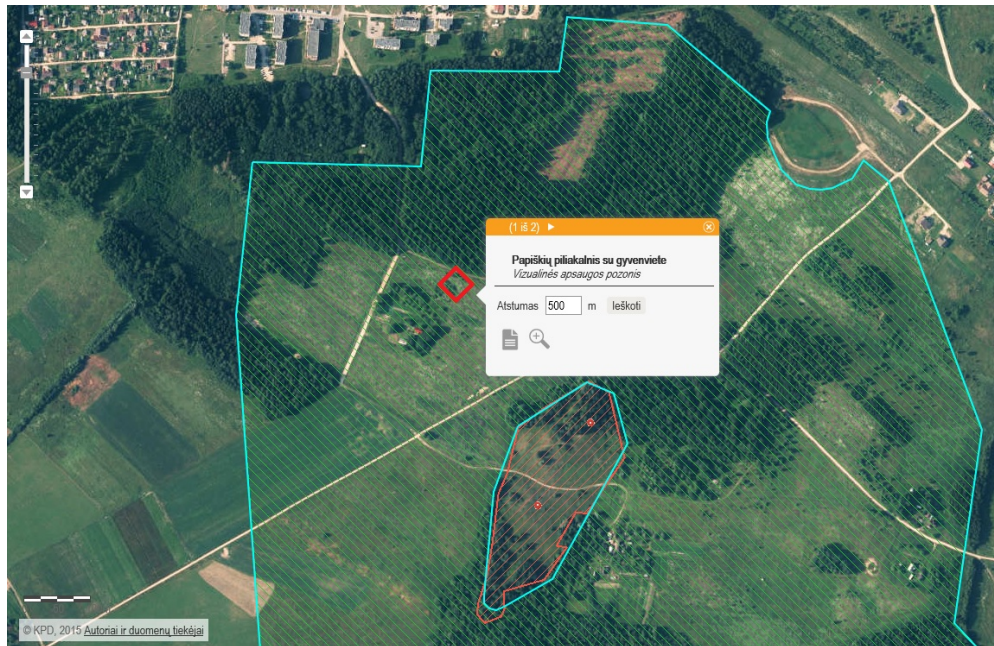 (1 iš 2)
Papiškių piliakalnis su gyvenviete
Vizualinės apsaugos pozonis
Atstumas 500 m Ieškoti
© KPD, 2015 Autoriai ir duomenų tiekėjai